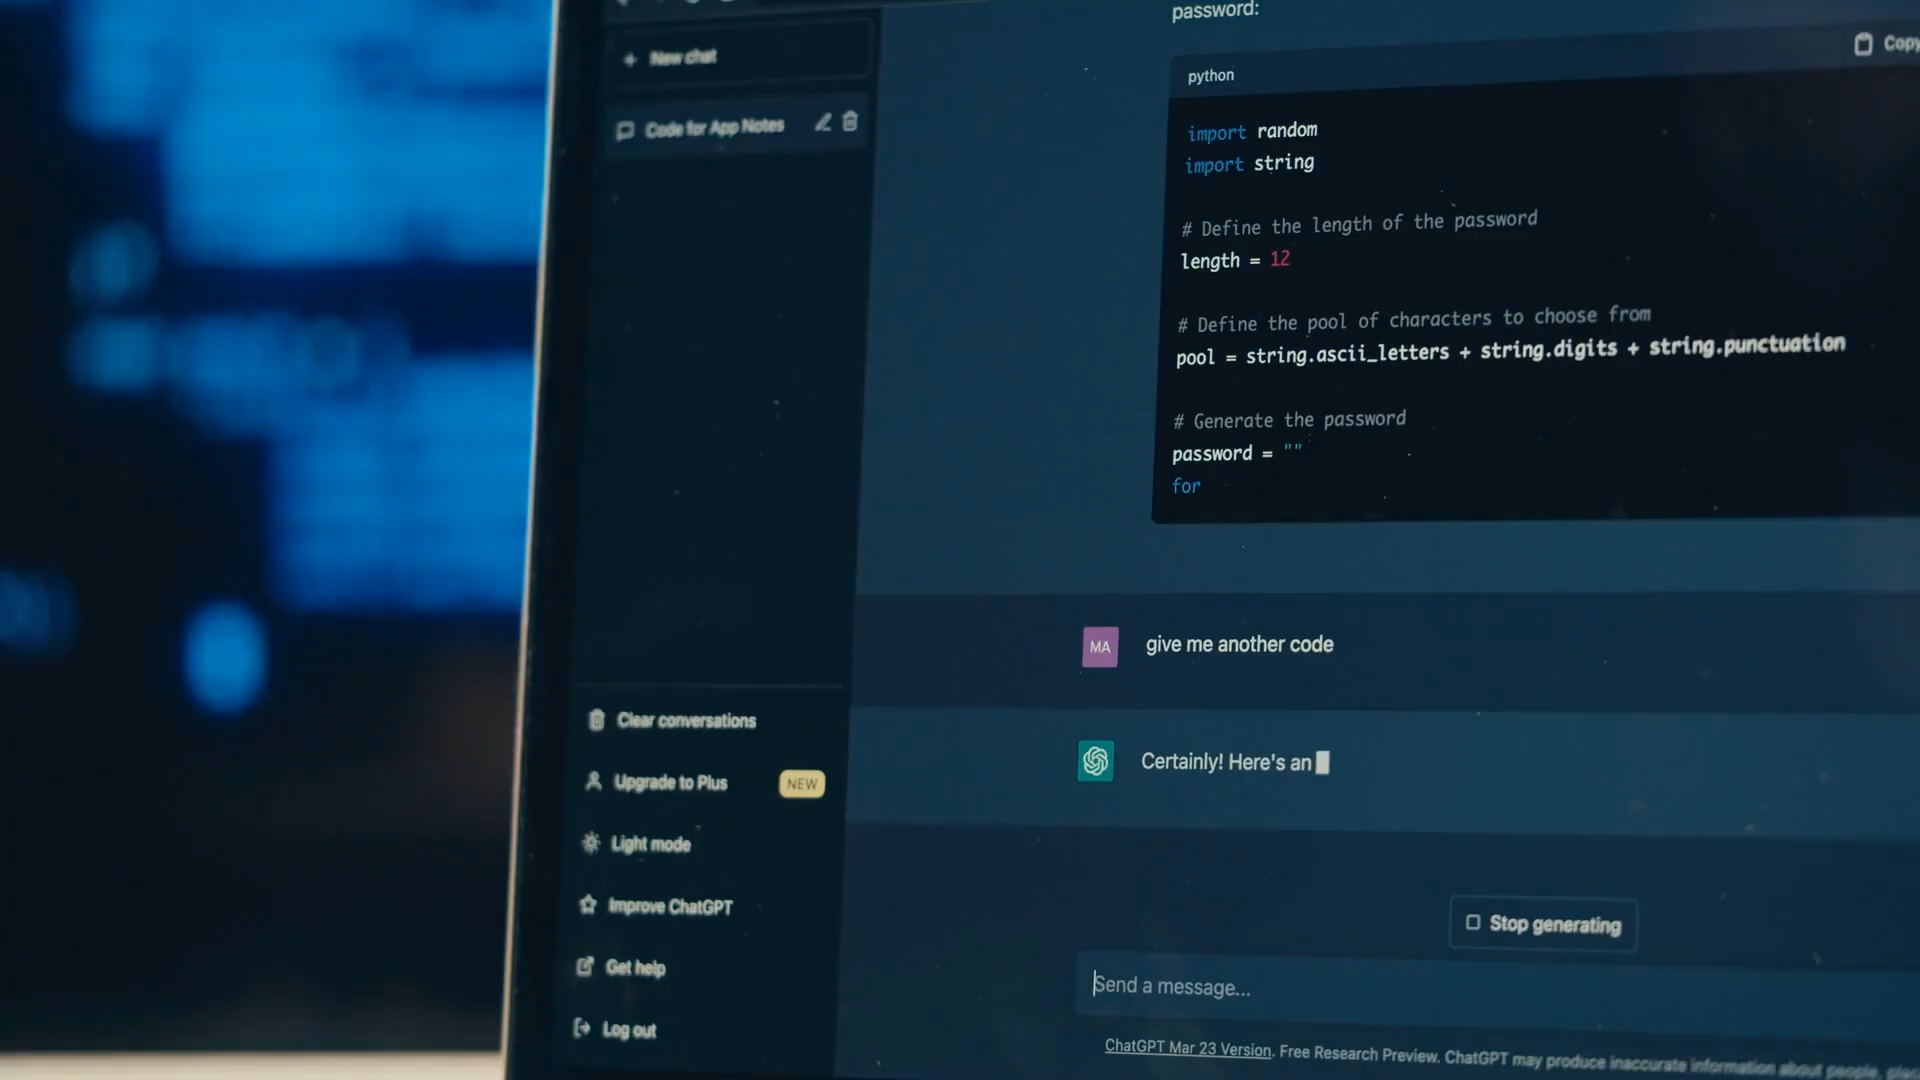 New chat
Code for App Notes
Clear conversations
Upgrade to Plus
NEW
Light mode
Improve ChatGPT
Get help
Log out
password:
python
Copy
import random
import string
# Define the length of the password
length = 12
# Define the pool of characters to choose from
pool = string.ascii_letters + string.digits + string.punctuation
# Generate the password
password = ""
for
MA
give me another code
Certainly! Here's an
Stop generating
Send a message...
ChatGPT Mar 23 Version. Free Research Preview. ChatGPT may produce inaccurate information about people,